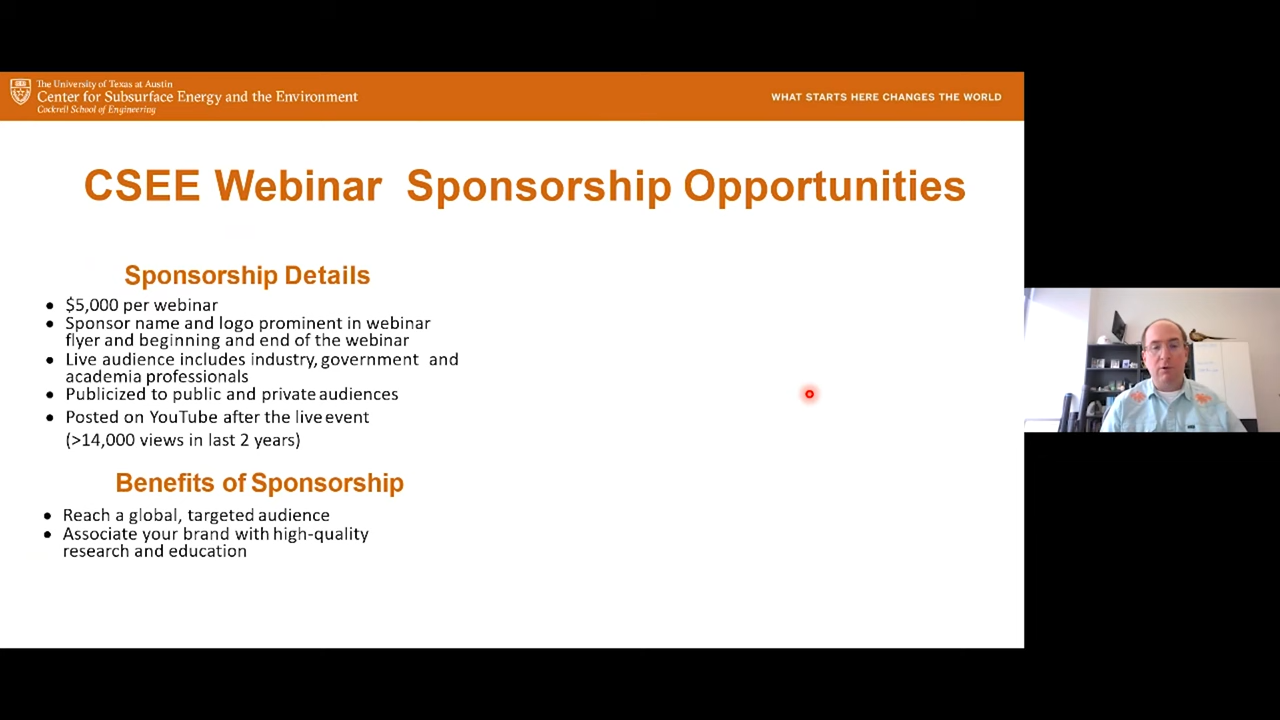 The University of Texas at Austin
Center for Subsurface Energy and the Environment
Cockrell School of Engineering
WHAT STARTS HERE CHANGES THE WORLD
CSEE Webinar Sponsorship Opportunities
Sponsorship Details
• $5,000 per webinar
• Sponsor name and logo prominent in webinar
flyer and beginning and end of the webinar
• Live audience includes industry, government and
academia professionals
• Publicized to public and private audiences
• Posted on YouTube after the live event
(>14,000 views in last 2 years)
Benefits of Sponsorship
• Reach a global, targeted audience
• Associate your brand with high-quality
research and education